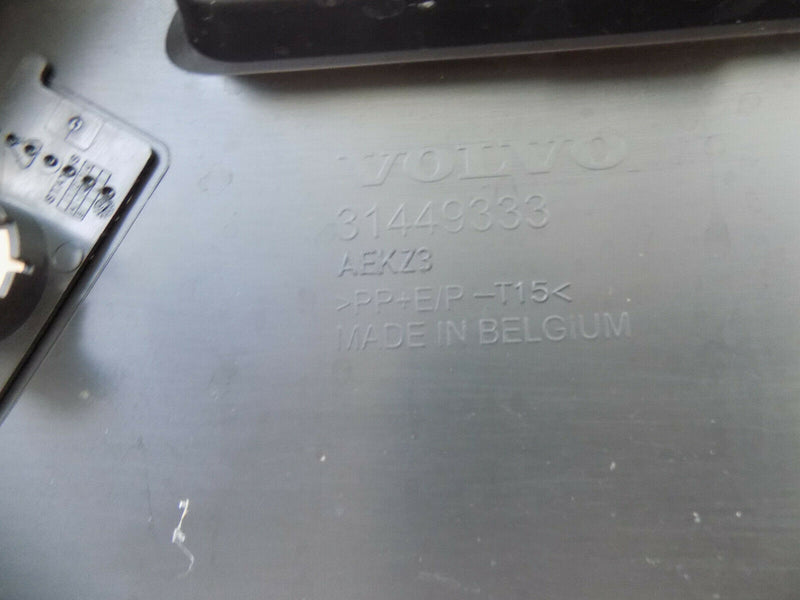 VOLVO
31449333
AEKZ3
>PP+E/P-T15<
MADE IN BELGIUM